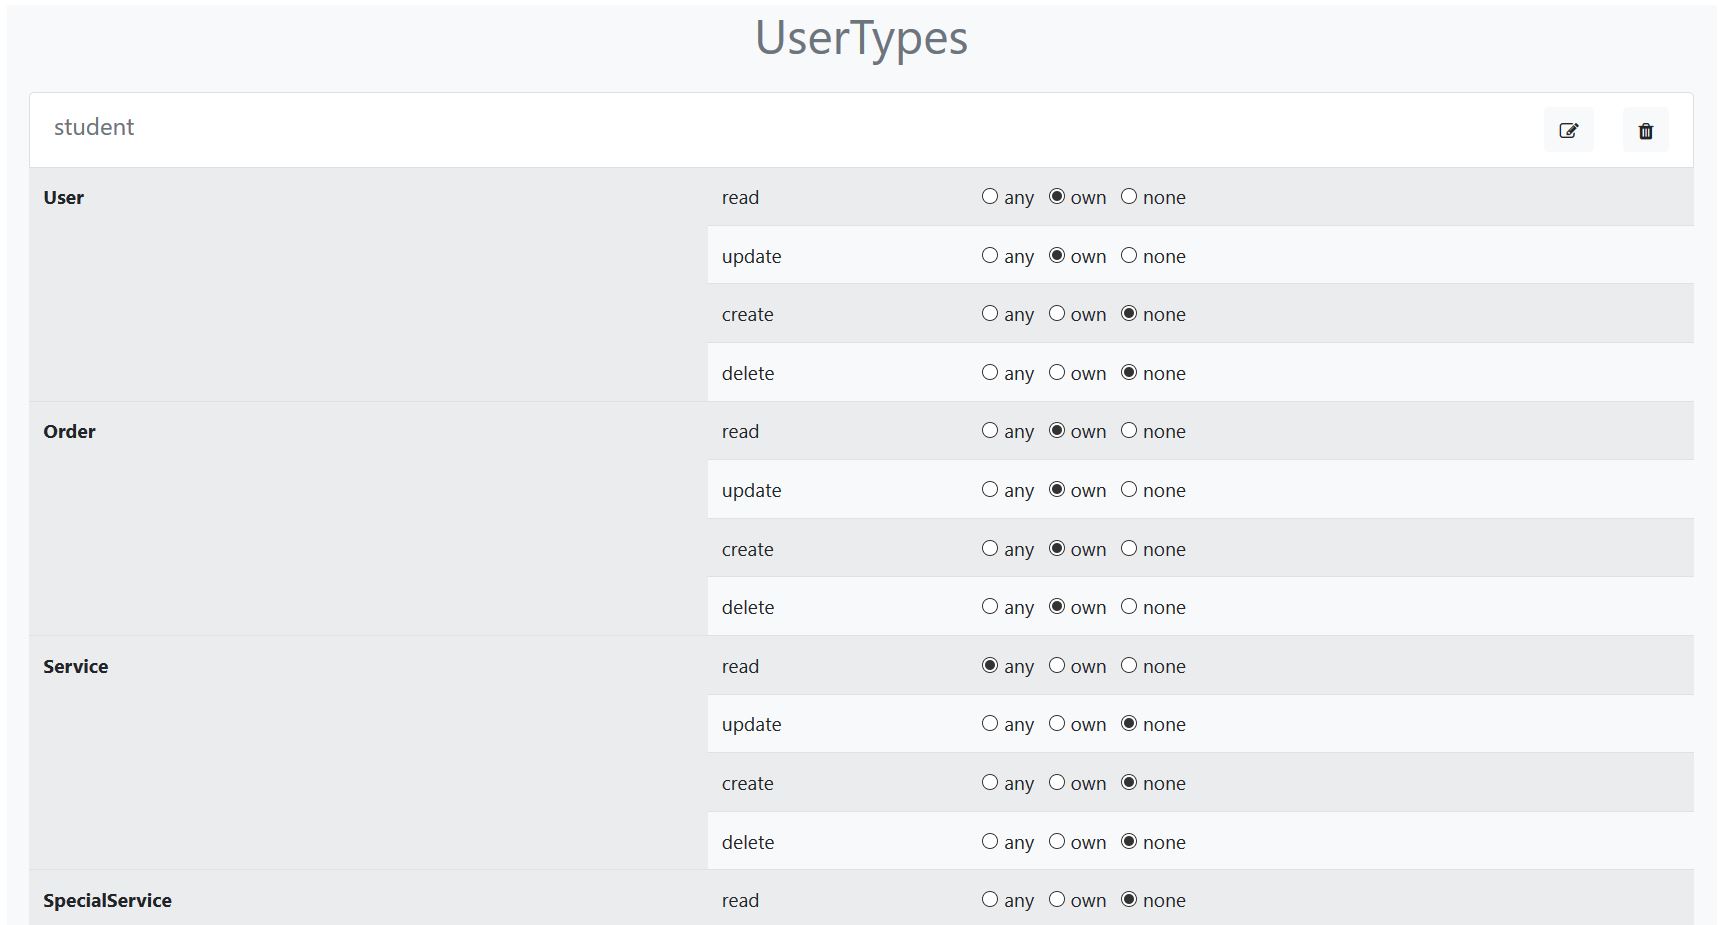 UserTypes
student
User read any own none
update any own none
create any own none
delete any own none
Order read any own none
update any own none
create any own none
delete any own none
Service read any own none
update any own none
create any own none
delete any own none
SpecialService read any own none